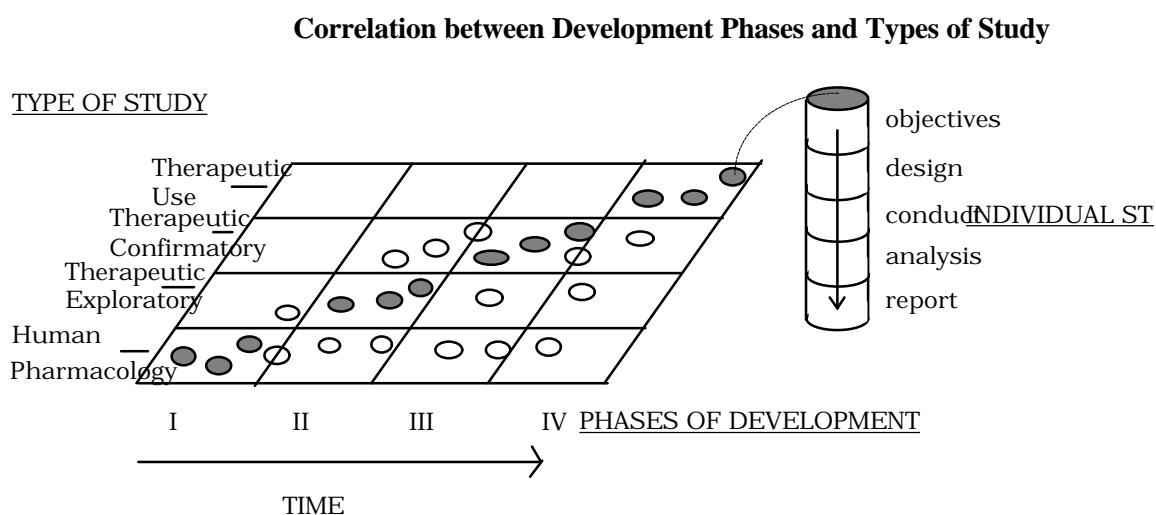 Correlation between Development Phases and Types of Study
TYPE OF STUDY
Therapeutic
Use
Therapeutic
Confirmatory
Therapeutic
Exploratory
Human
Pharmacology
objectives
design
conduct INDIVIDUAL ST
analysis
report
I II III IV PHASES OF DEVELOPMENT
TIME